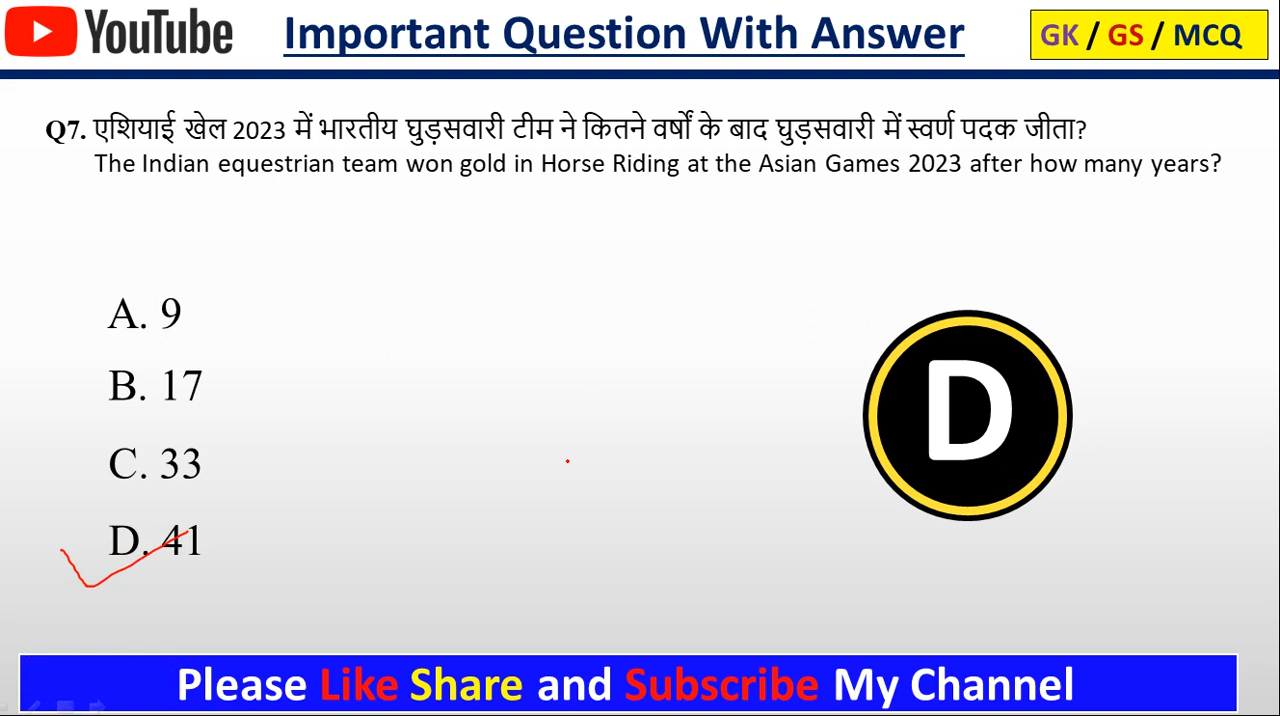 YouTube Important Question With Answer GK / GS / MCQ
Q7. एशियाई खेल 2023 में भारतीय घुड़सवारी टीम ने कितने वर्षों के बाद घुड़सवारी में स्वर्ण पदक जीता?
The Indian equestrian team won gold in Horse Riding at the Asian Games 2023 after how many years?
A. 9
B. 17
C. 33
D. 41
D
Please Like Share and Subscribe My Channel